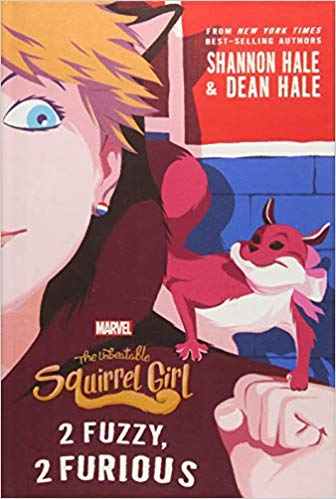 FROM NEW YORK TIMES
BEST-SELLING AUTHORS
SHANNON HALE
& DEAN HALE
MARVEL
The Unbeatable
Squirrel Girl
2 FUZZY,
2 FURIOUS